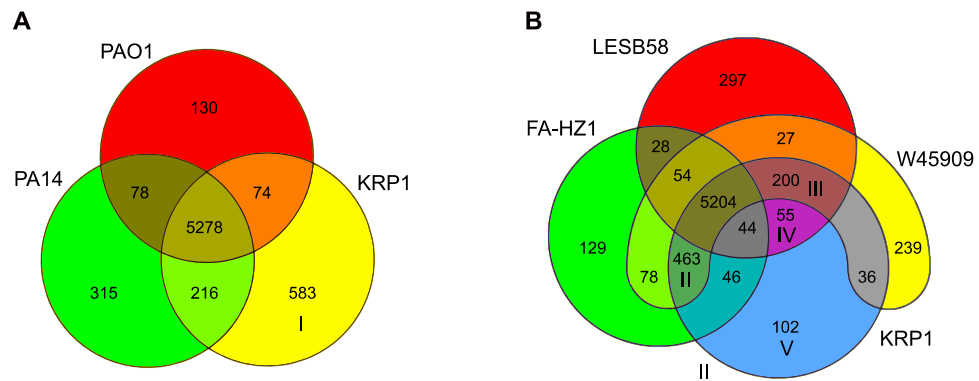 A
PAO1
130
PA14
78
74
KRP1
5278
315
216
583
I
B
LESB58
297
FA-HZ1
28
27
W45909
54
200
III
5204
55
44
IV
129
463
239
78
II
46
36
102
V
KRP1
II